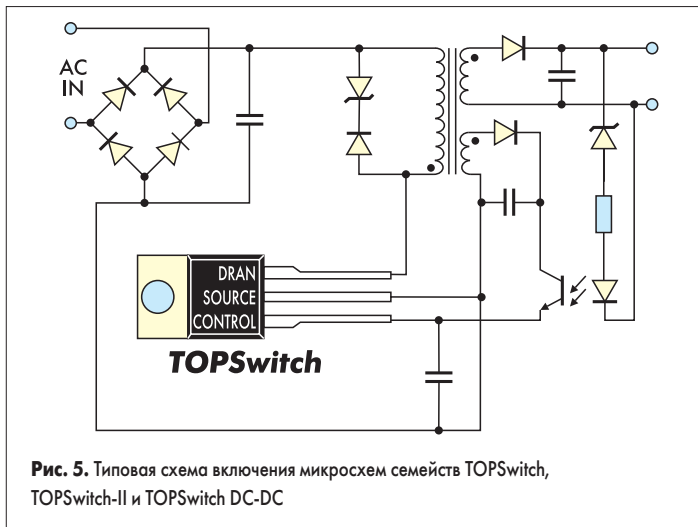 AC
IN
DRAN
SOURCE
CONTROL
TOPSwitch
Рис. 5. Типовая схема включения микросхем семейств TOPSwitch,
TOPSwitch-II и TOPSwitch DC-DC